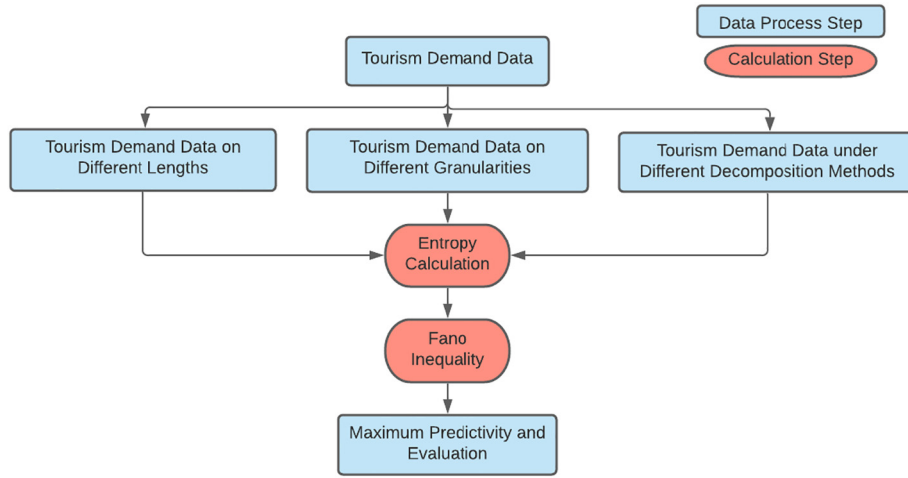 Data Process Step
Calculation Step
Tourism Demand Data
Tourism Demand Data on
Different Lengths
Tourism Demand Data on
Different Granularities
Tourism Demand Data under
Different Decomposition Methods
Entropy
Calculation
Fano
Inequality
Maximum Predictivity and
Evaluation